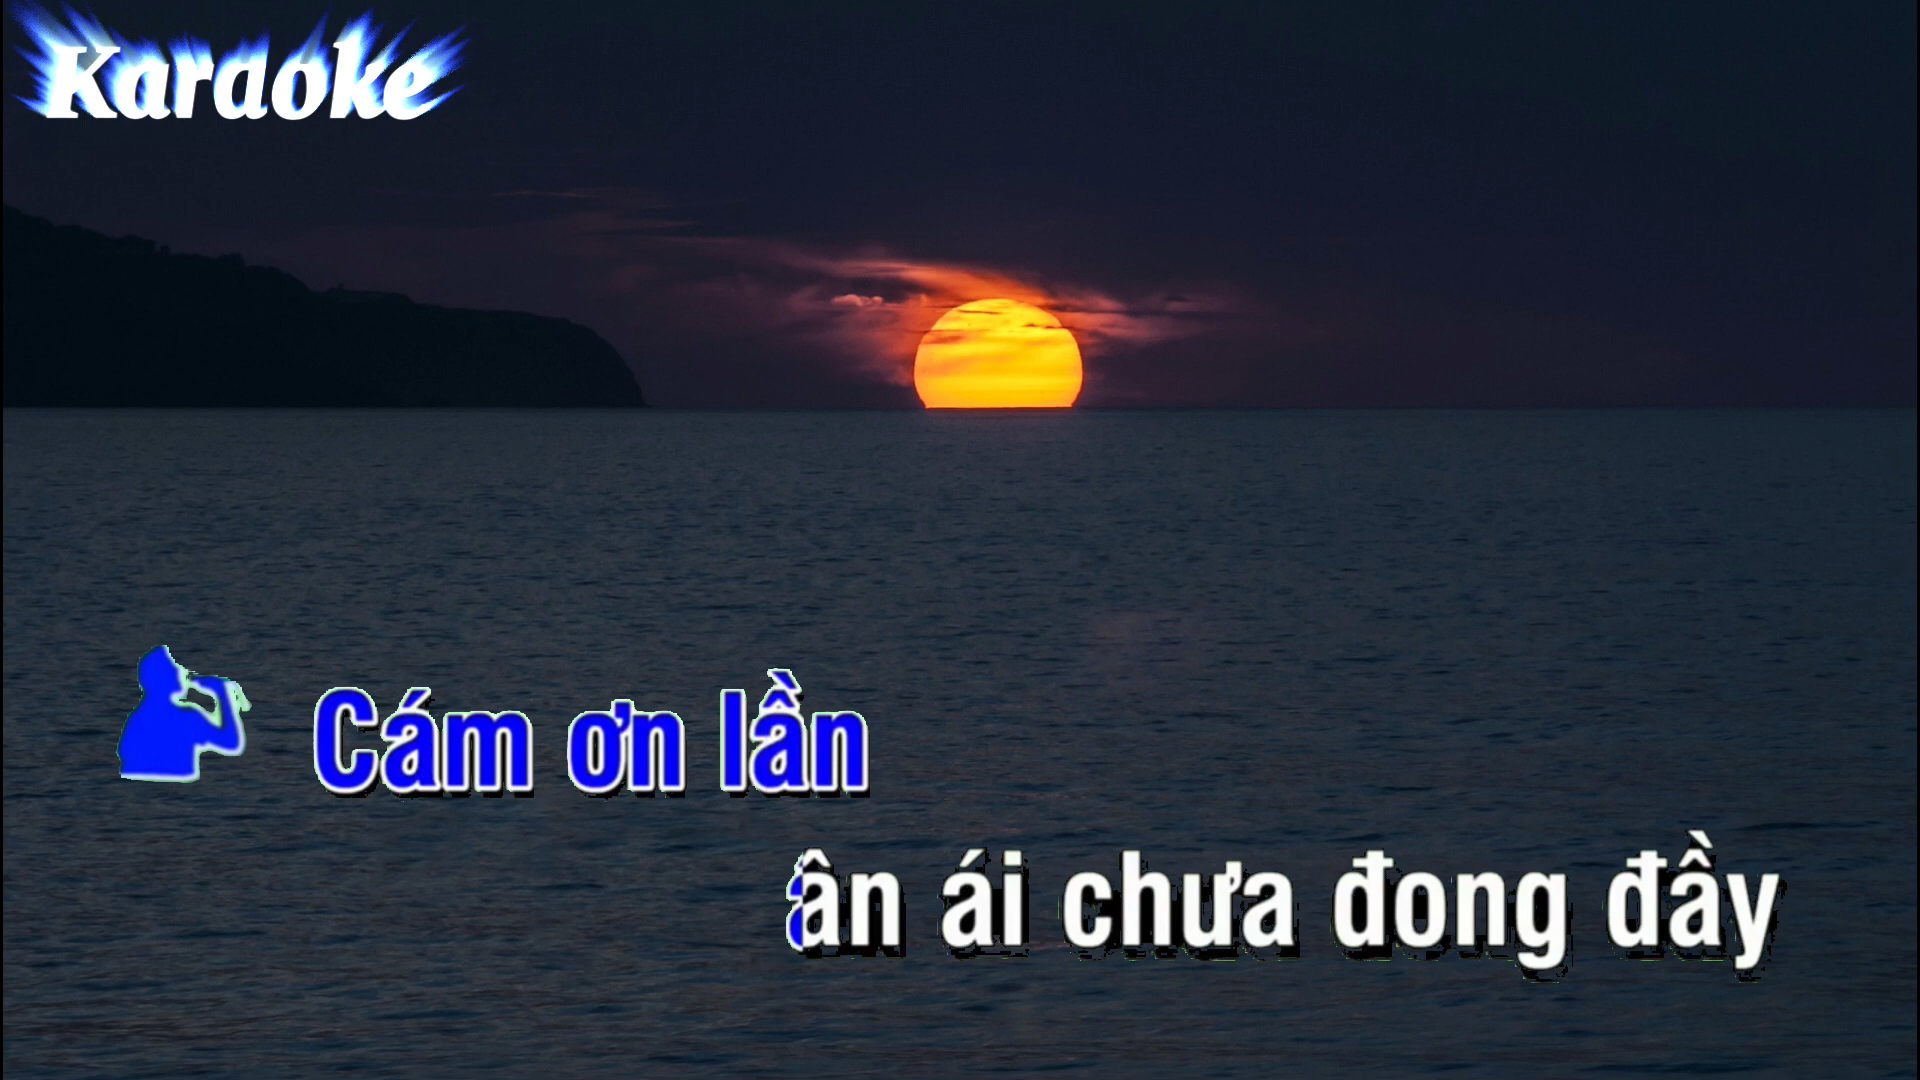 Karaoke
Cám ơn lần
ân ái chưa đong đầy